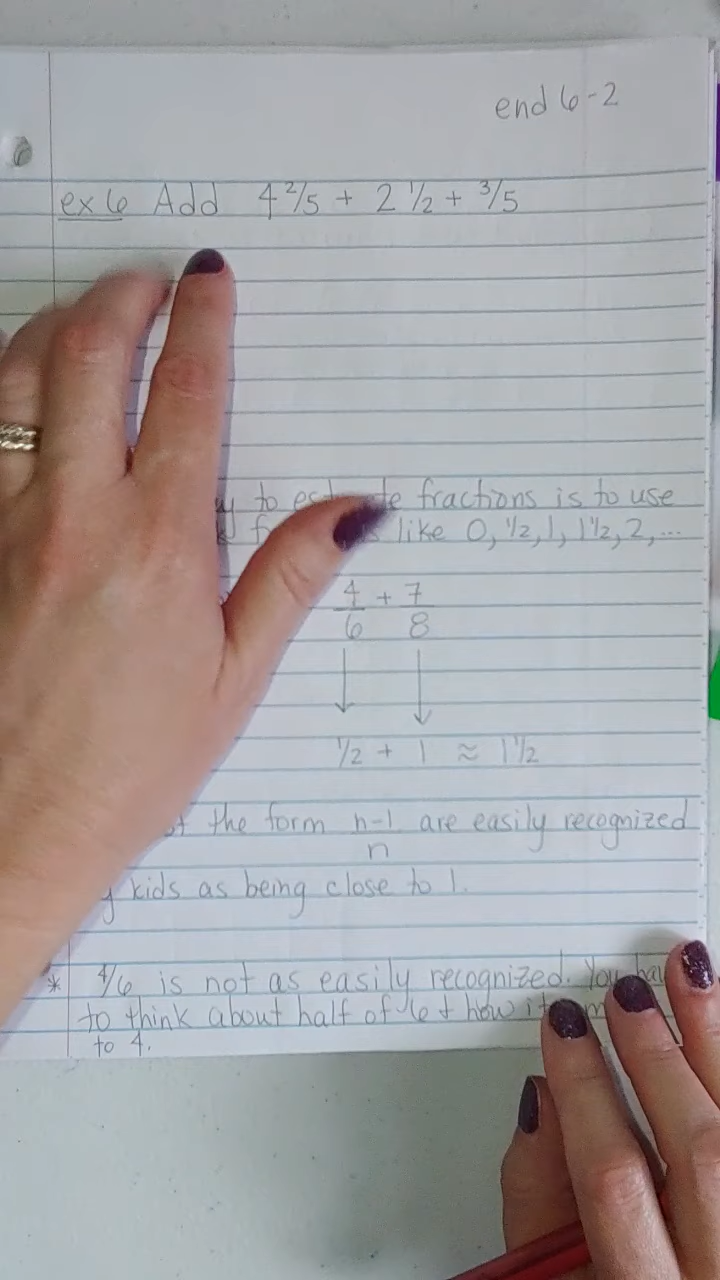 end 6-2
6
ex 6 Add 4 2/5 + 2 1/2 + 3/5
to fractions is to use
like 0, 1/2, 1, 1 1/2, 2, ...
4/6 + 7/8
1/2 + 1 ≈ 1 1/2
the form n-1/n are easily recognized
kids as being close to 1.
* 4/6 is not as easily recognized. You
to think about half of 6 + how it
to 4.